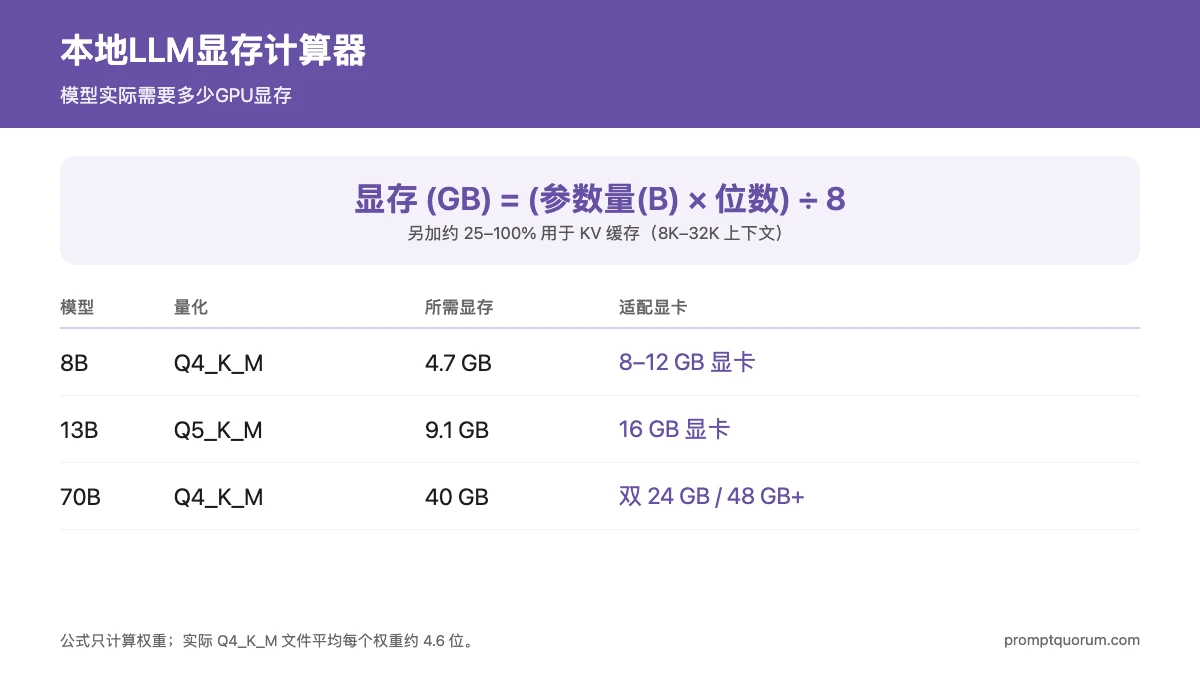 本地LLM显存计算器
模型实际需要多少GPU显存
显存 (GB) = (参数量(B) × 位数) ÷ 8
另加约 25–100% 用于 KV 缓存（8K–32K 上下文）
模型 量化 所需显存 适配显卡
8B Q4_K_M 4.7 GB 8–12 GB 显卡
13B Q5_K_M 9.1 GB 16 GB 显卡
70B Q4_K_M 40 GB 双 24 GB / 48 GB+
公式只计算权重；实际 Q4_K_M 文件平均每个权重约 4.6 位。 promptquorum.com